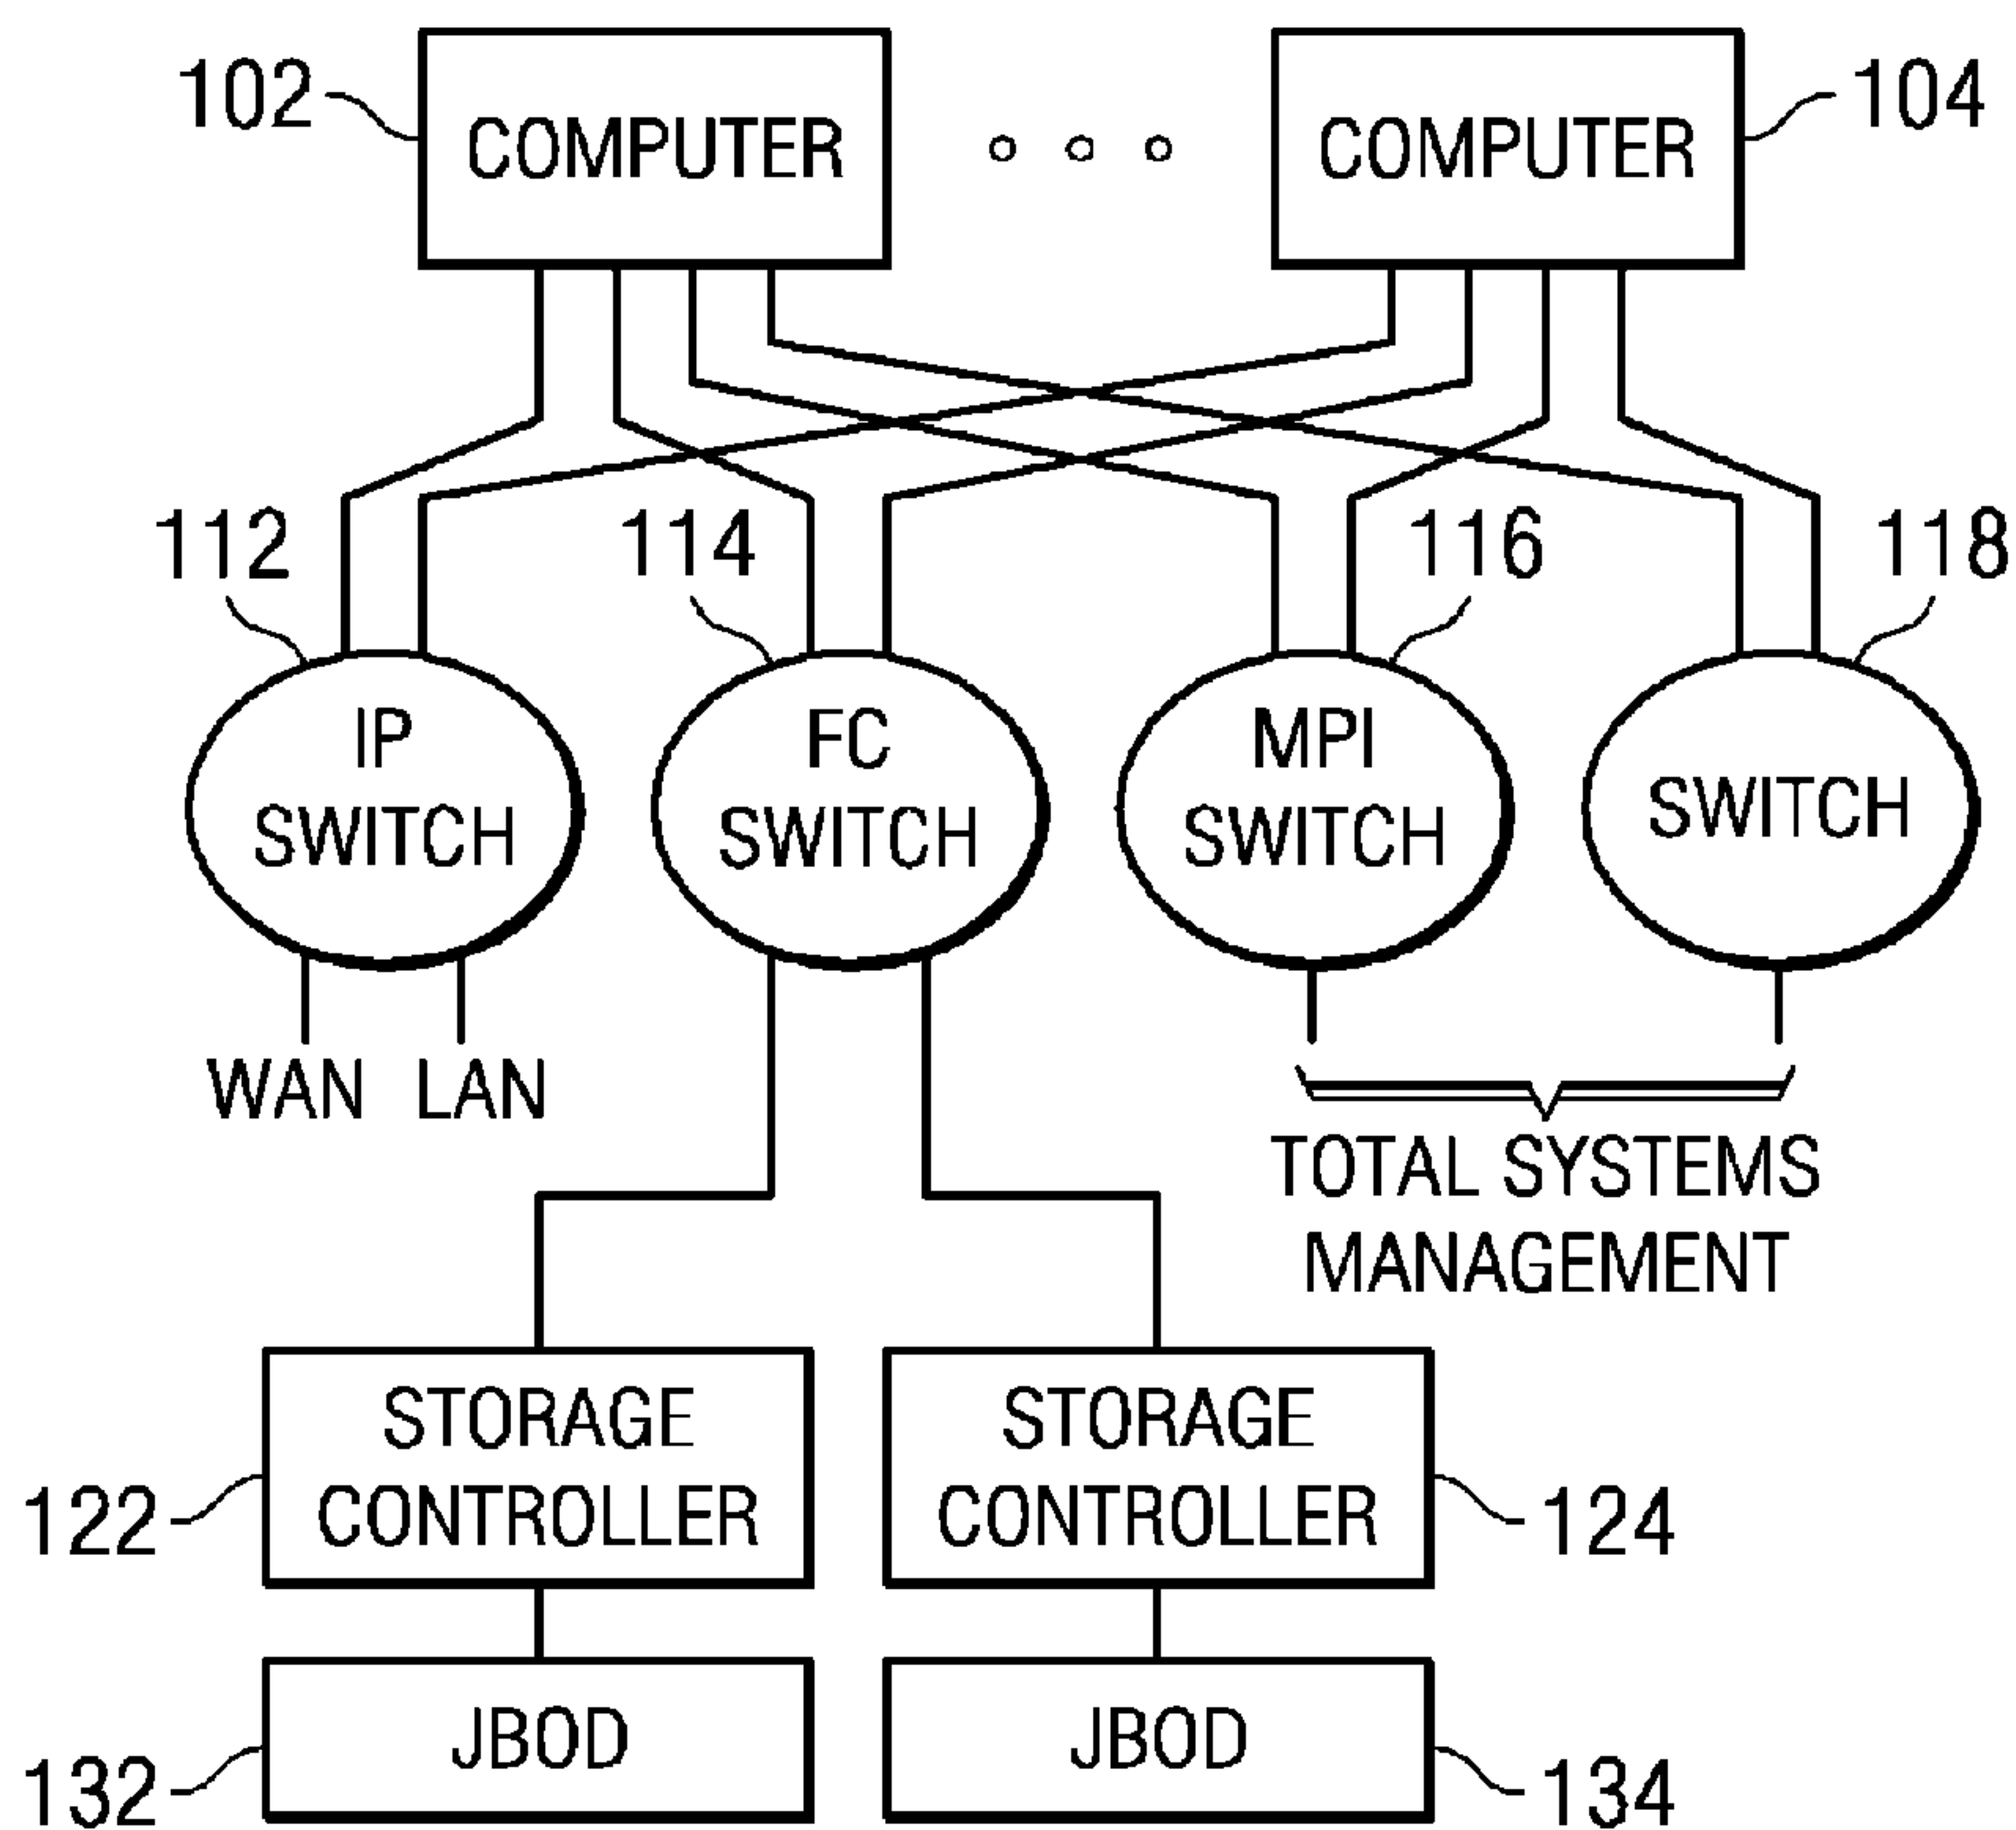 102
COMPUTER
COMPUTER
104
112
114
116
118
IP
SWITCH
FC
SWITCH
MPI
SWITCH
SWITCH
WAN LAN
TOTAL SYSTEMS
MANAGEMENT
STORAGE
CONTROLLER
122
STORAGE
CONTROLLER
124
JBOD
132
JBOD
134